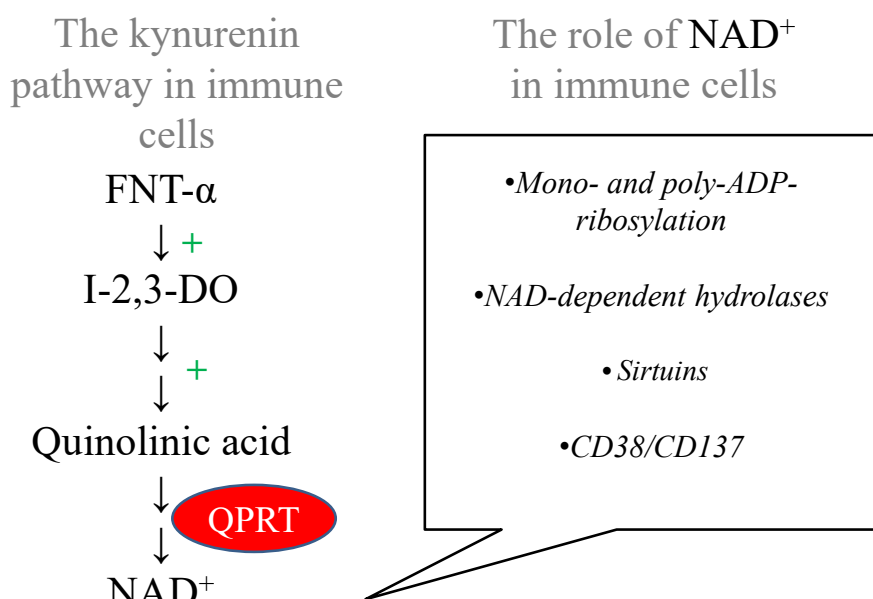 The kynurenin
pathway in immune
cells
FNT-α
+
I-2,3-DO
+
Quinolinic acid
QPRT
NAD+
The role of NAD+
in immune cells
•Mono- and poly-ADP-
ribosylation
•NAD-dependent hydrolases
•Sirtuins
•CD38/CD137